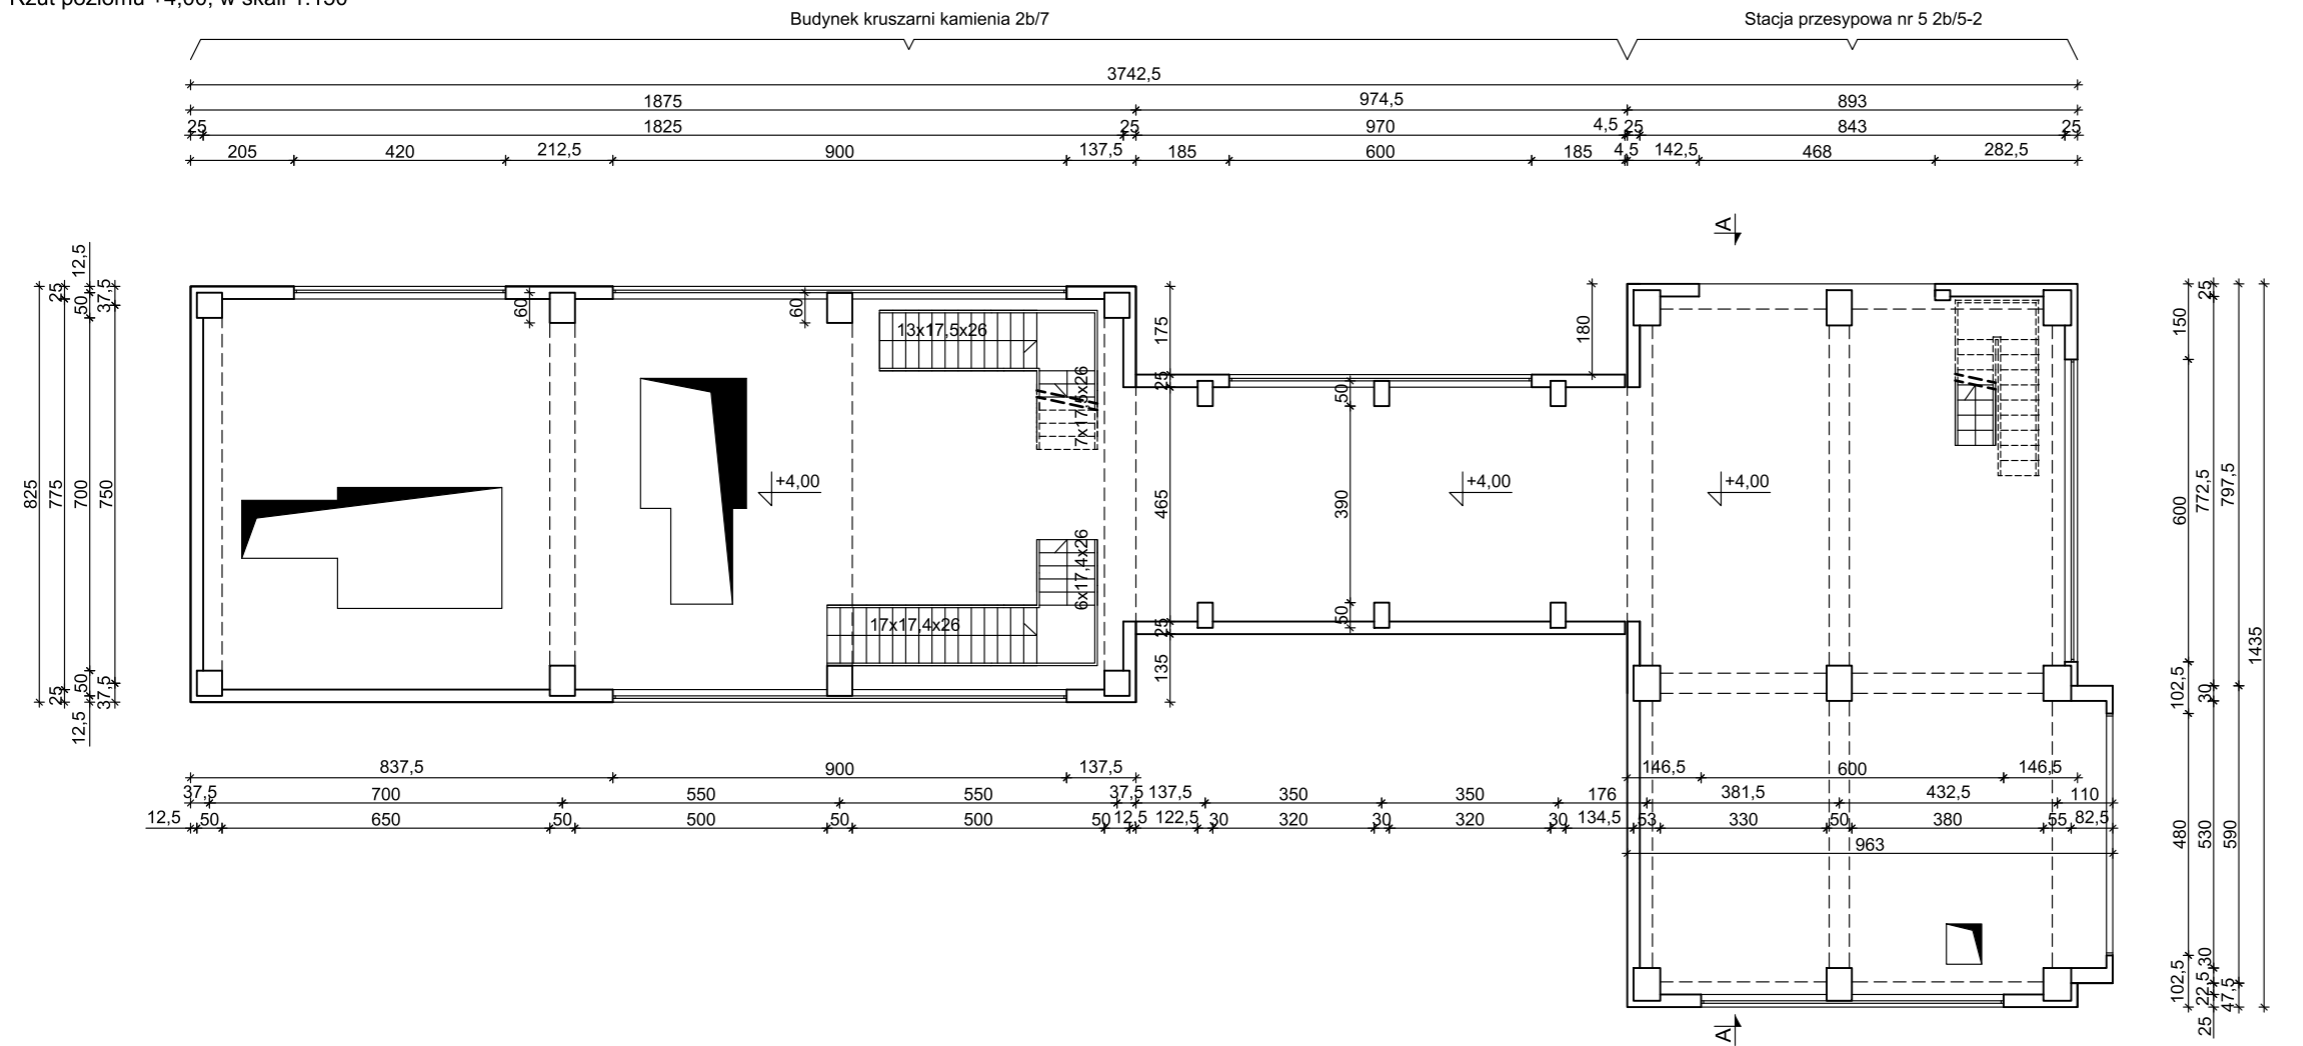 Rzut poziomu +4,00, w skali 1:150
Budynek kruszarni kamienia 2b/7
Stacja przesypowa nr 5 2b/5-2
3742,5
1875 974,5 893
25 1825 25 970 4,5 25 843 25
205 420 212,5 900 137,5 185 600 185 4,5 142,5 468 282,5
A
12,5
25 50 37,5
825 775 700 750
25 50 37,5
12,5
60 60
13x17,5x26
7x17,5x26
+4,00
6x17,4x26
17x17,4x26
175
25
465
25
135
50
390
50
+4,00
180
+4,00
25
150
600 772,5 797,5
1435
102,5 30
480 530 590
102,5 30
22,5 47,5
25
837,5 900 137,5 146,5 600 146,5
37,5 700 550 550 37,5 137,5 350 350 176 381,5 432,5 110
12,5 50 650 50 500 50 500 50 12,5 122,5 30 320 30 320 30 134,5 53 330 50 380 55 82,5
963
A